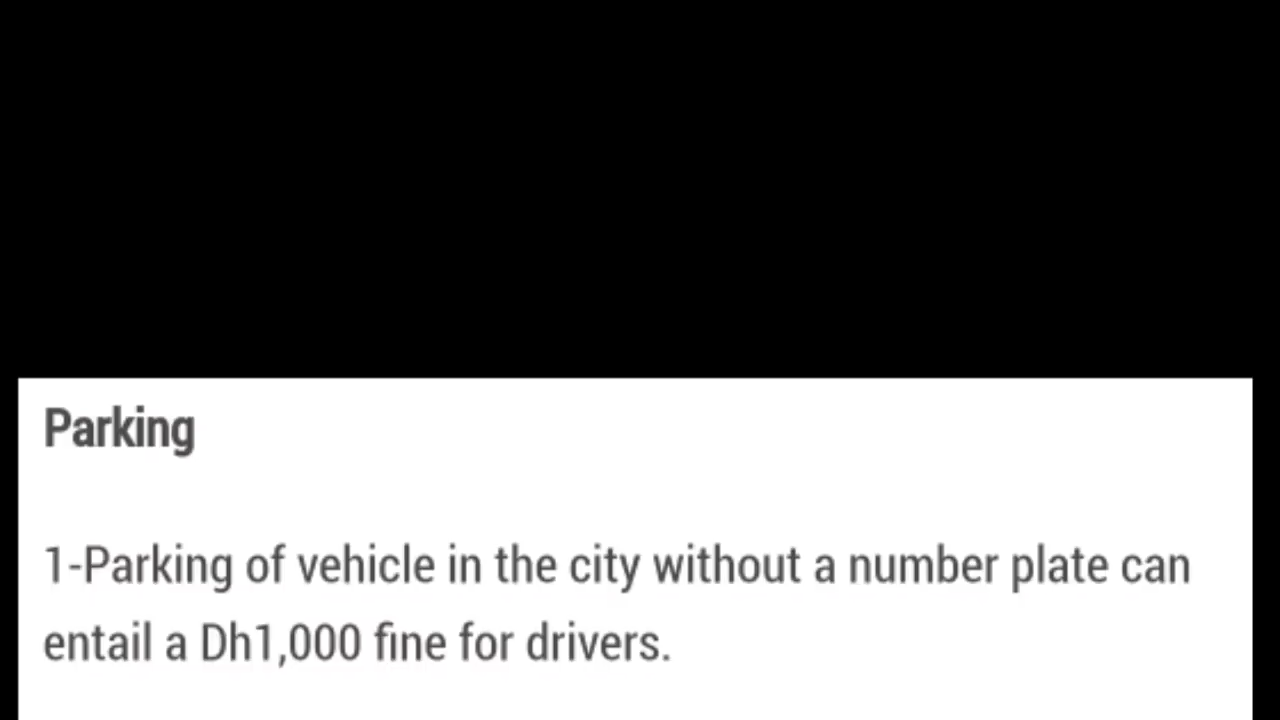 Parking
1-Parking of vehicle in the city without a number plate can
entail a Dh1,000 fine for drivers.